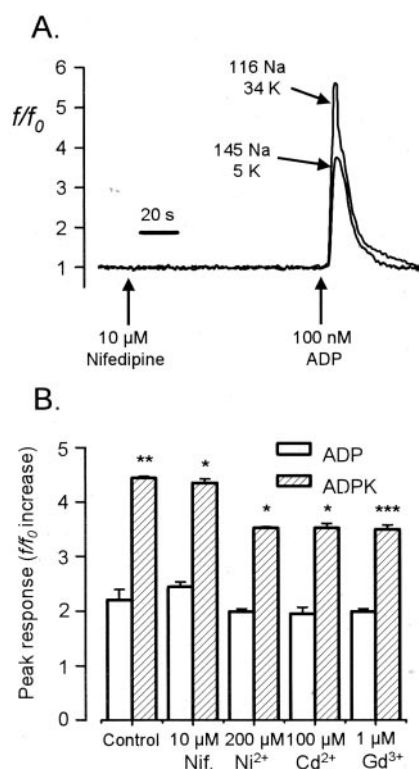 A.
6
116 Na
34 K
f/f0
5
4
145 Na
5 K
3
20 s
2
1
10 µM
Nifedipine
100 nM
ADP
B.
5
**
*
ADP
ADPK
4
*
*
***
3
2
1
0
Peak response (f/f0 increase)
Control
10 µM
Nif.
200 µM
Ni2+
100 µM
Cd2+
1 µM
Gd3+